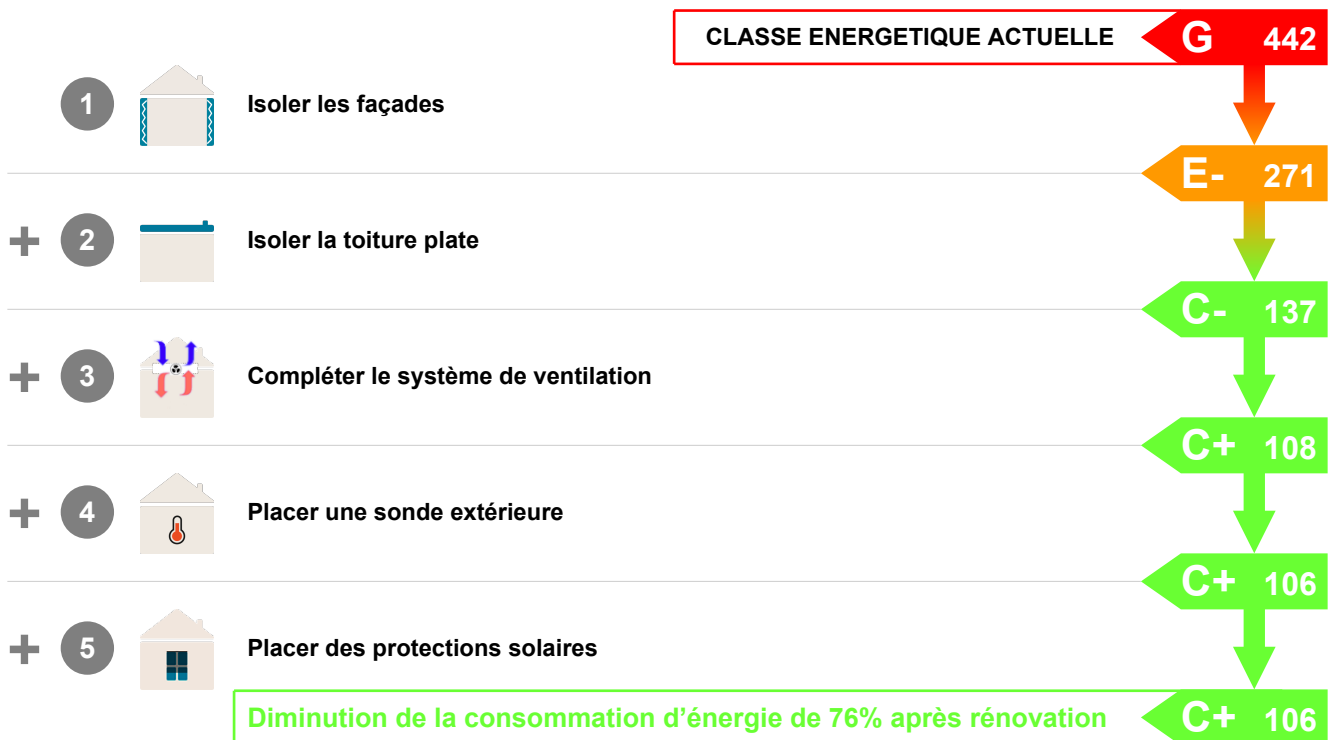 CLASSE ENERGETIQUE ACTUELLE G 442
1 Isoler les façades
E- 271
+ 2 Isoler la toiture plate
C- 137
+ 3 Compléter le système de ventilation
C+ 108
+ 4 Placer une sonde extérieure
C+ 106
+ 5 Placer des protections solaires
Diminution de la consommation d’énergie de 76% après rénovation C+ 106